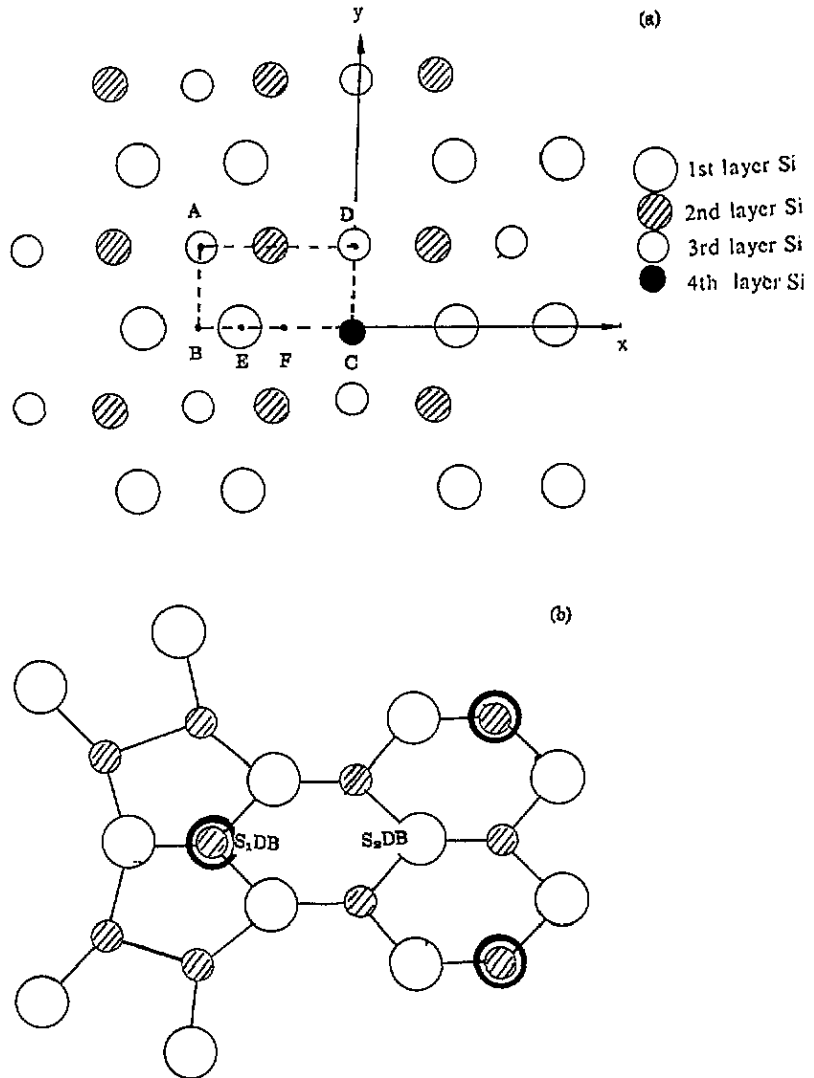 (a)
y
1st layer Si
2nd layer Si
3rd layer Si
4th layer Si
A
D
B
E
F
C
x
(b)
S₁DB
S₂DB